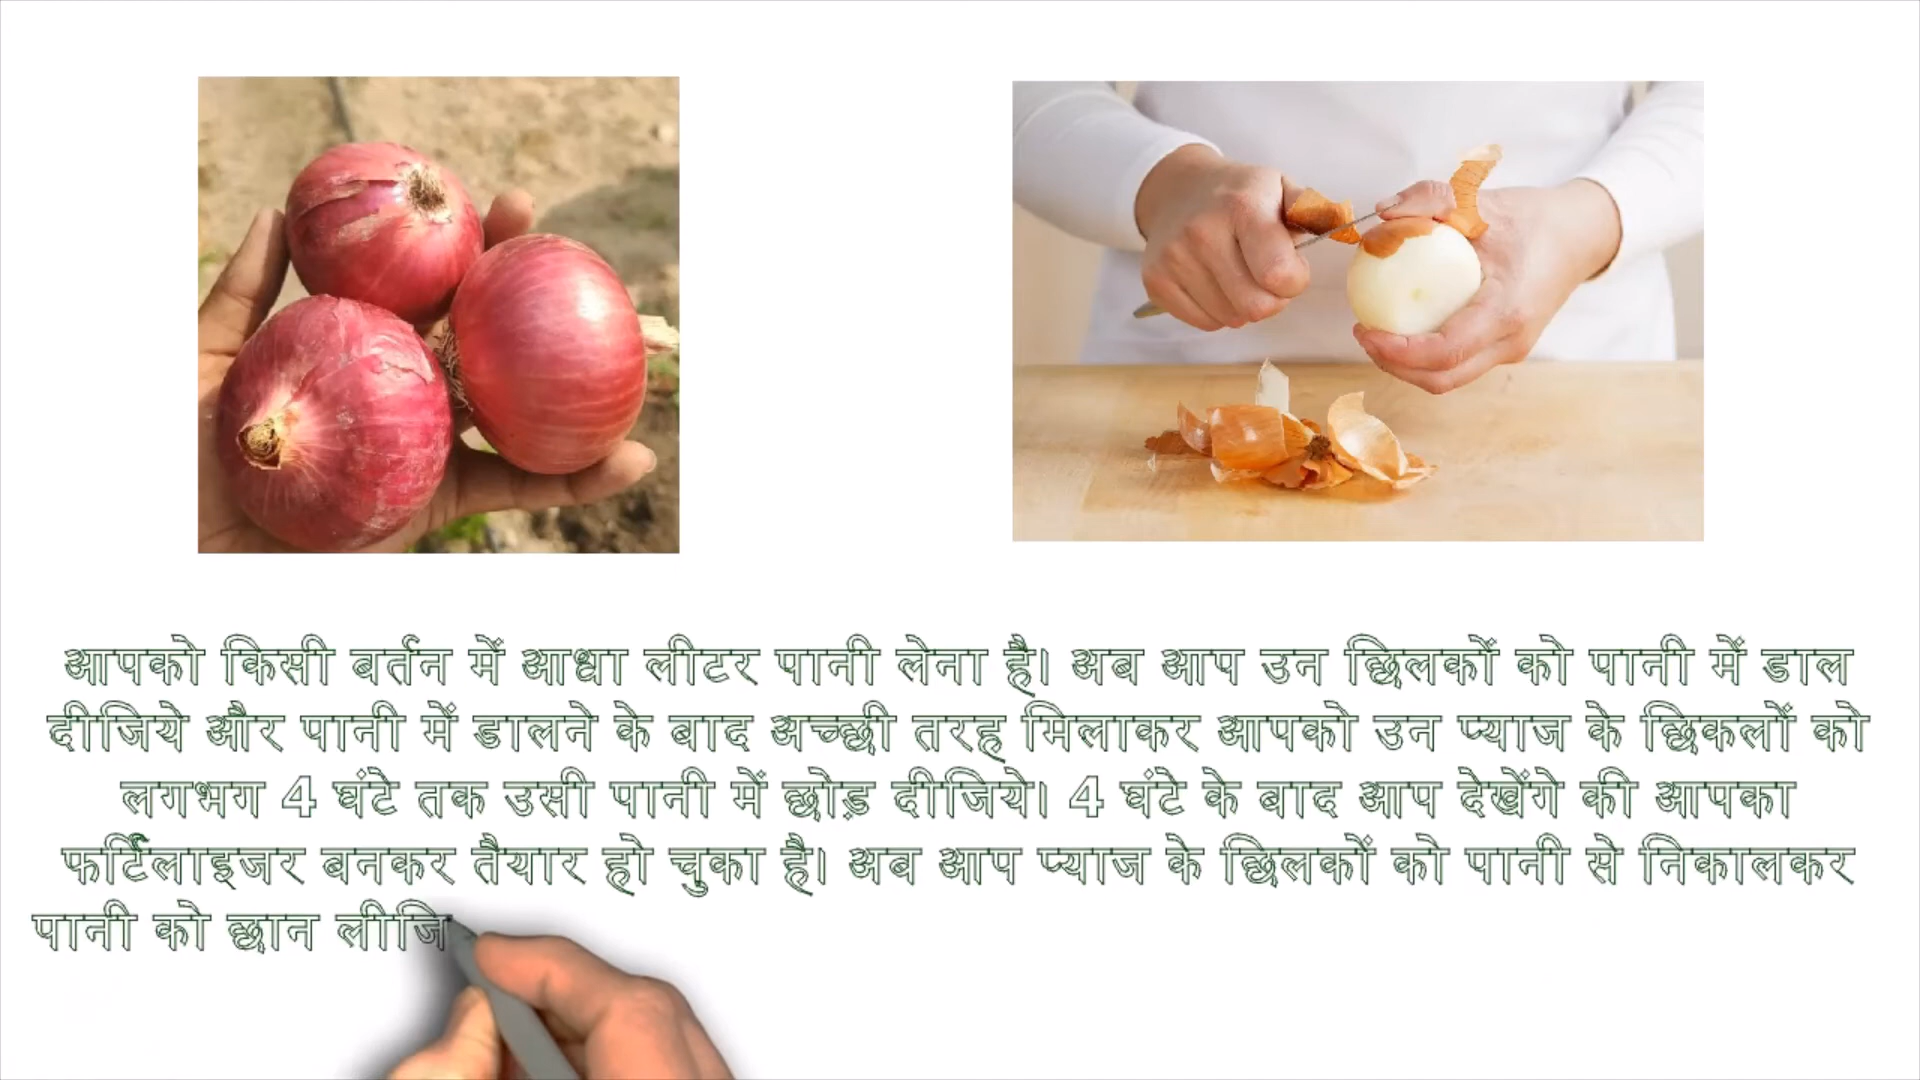 आपको किसी बर्तन में आधा लीटर पानी लेना है। अब आप उन छिलकों को पानी में डाल
दीजिये और पानी में डालने के बाद अच्छी तरह मिलाकर आपको उन प्याज के छिकलों को
लगभग 4 घंटे तक उसी पानी में छोड़ दीजिये। 4 घंटे के बाद आप देखेंगे की आपका
फर्टिलाइजर बनकर तैयार हो चुका है। अब आप प्याज के छिलकों को पानी से निकालकर
पानी को छान लीजि